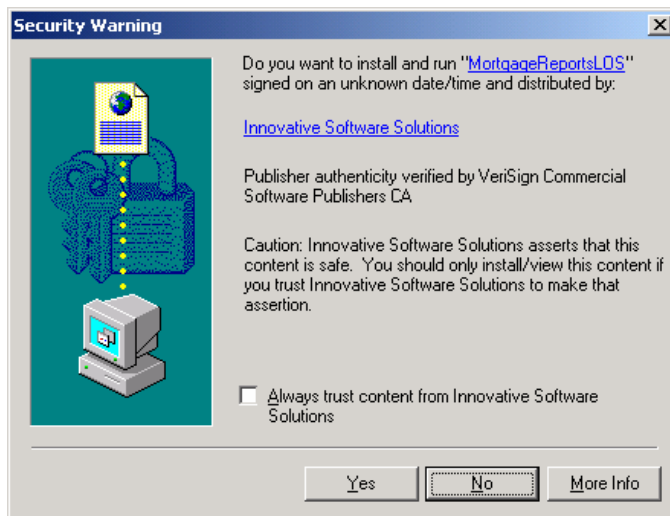 Security Warning
Do you want to install and run "MortgageReportsLOS"
signed on an unknown date/time and distributed by:
Innovative Software Solutions
Publisher authenticity verified by VeriSign Commercial
Software Publishers CA
Caution: Innovative Software Solutions asserts that this
content is safe.  You should only install/view this content if
you trust Innovative Software Solutions to make that
assertion.
Always trust content from Innovative Software
Solutions
Yes
No
More Info